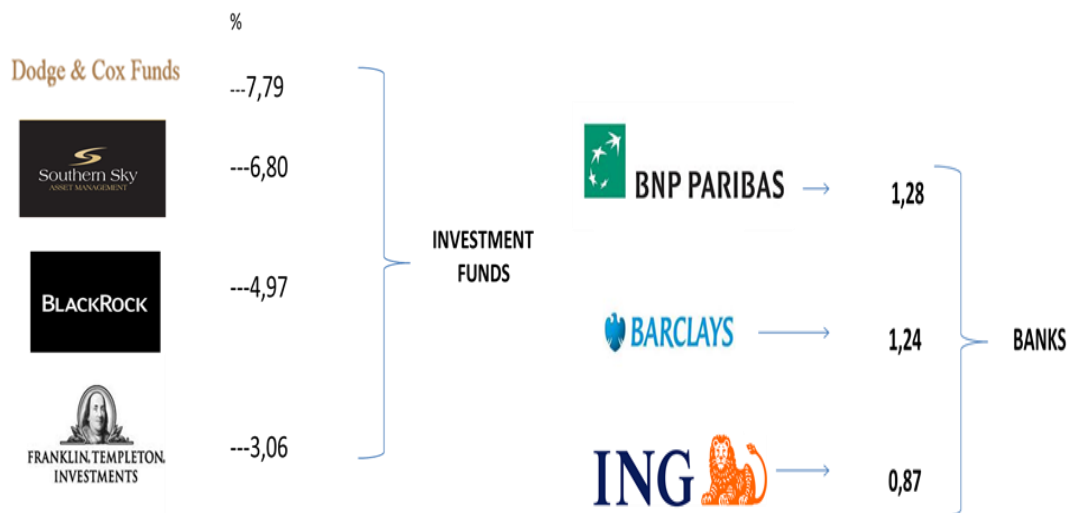 %
Dodge & Cox Funds
---7,79
Southern Sky
ASSET MANAGEMENT
---6,80
BLACKROCK
---4,97
FRANKLIN TEMPLETON
INVESTMENTS
---3,06
INVESTMENT
FUNDS
BNP PARIBAS
1,28
BARCLAYS
1,24
ING
0,87
BANKS